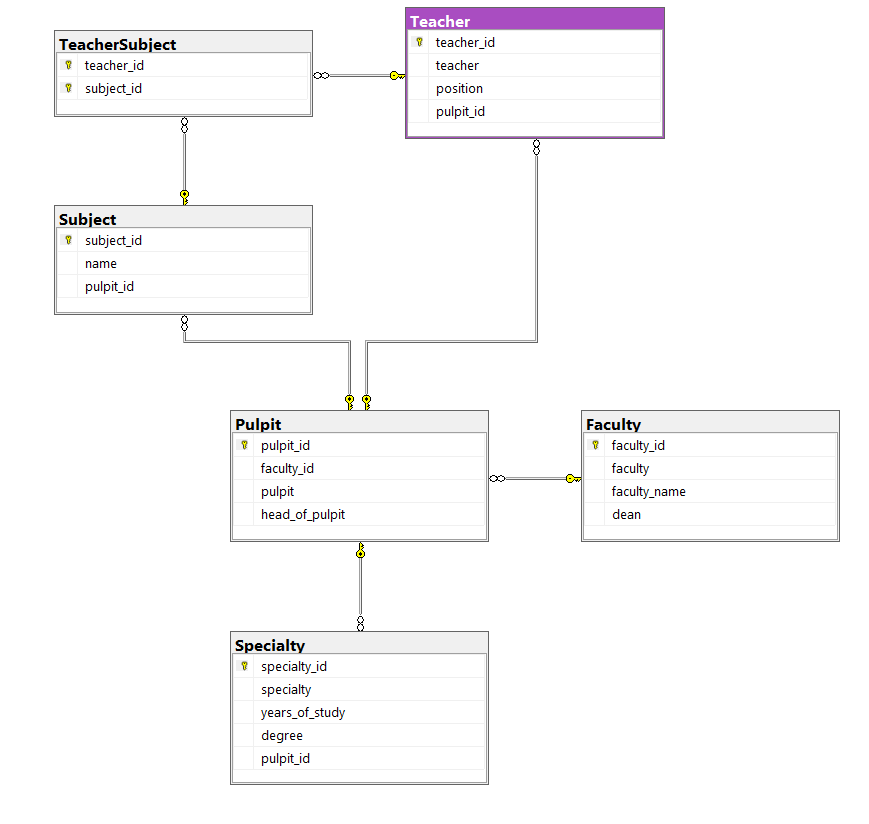 TeacherSubject
teacher_id
subject_id
Teacher
teacher_id
teacher
position
pulpit_id
Subject
subject_id
name
pulpit_id
Pulpit
pulpit_id
faculty_id
pulpit
head_of_pulpit
Faculty
faculty_id
faculty
faculty_name
dean
Specialty
specialty_id
specialty
years_of_study
degree
pulpit_id